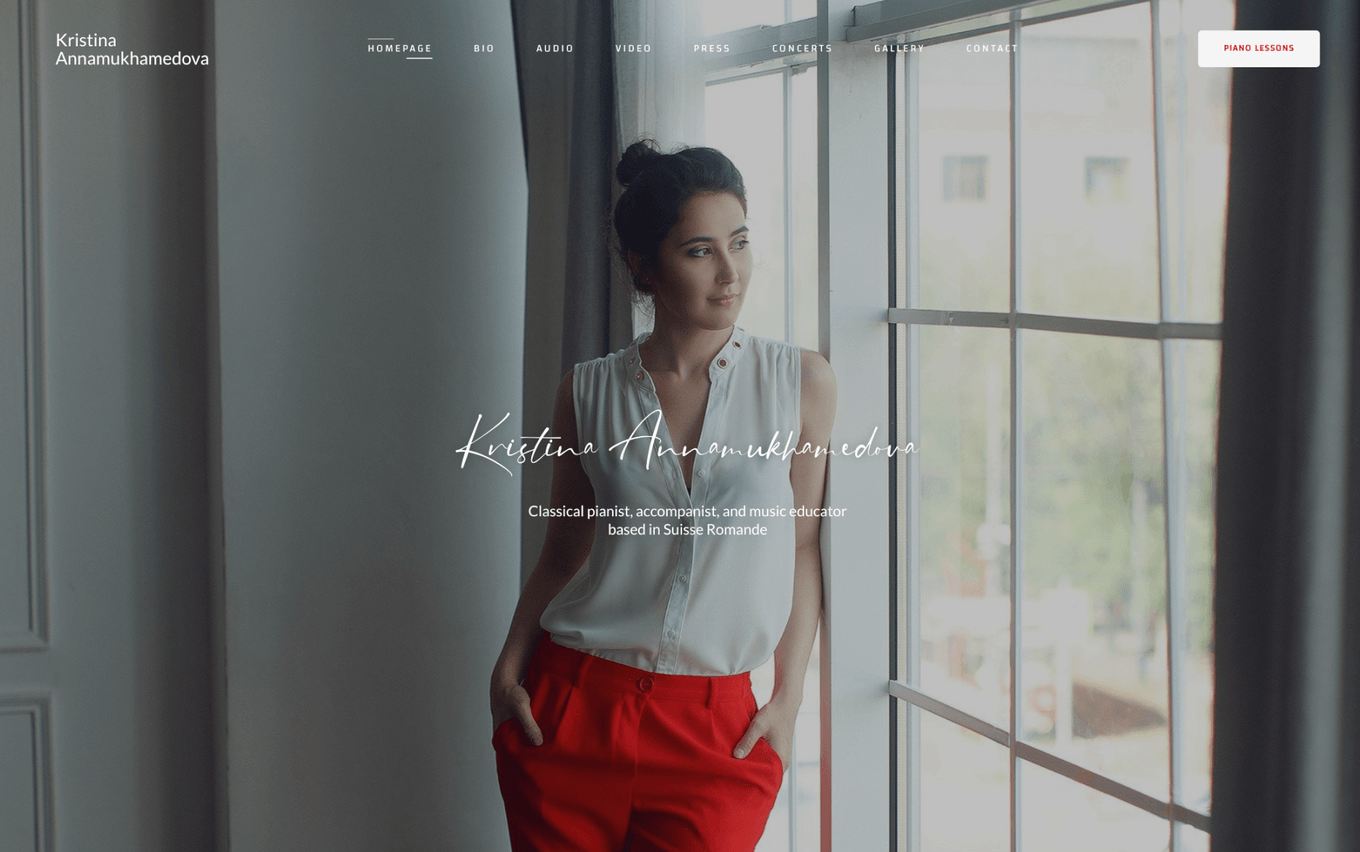 Kristina
Annamukhamedova
HOMEPAGE BIO AUDIO VIDEO PRESS CONCERTS GALLERY CONTACT
PIANO LESSONS
Kristina Annamukhamedova
Classical pianist, accompanist, and music educator
based in Suisse Romande